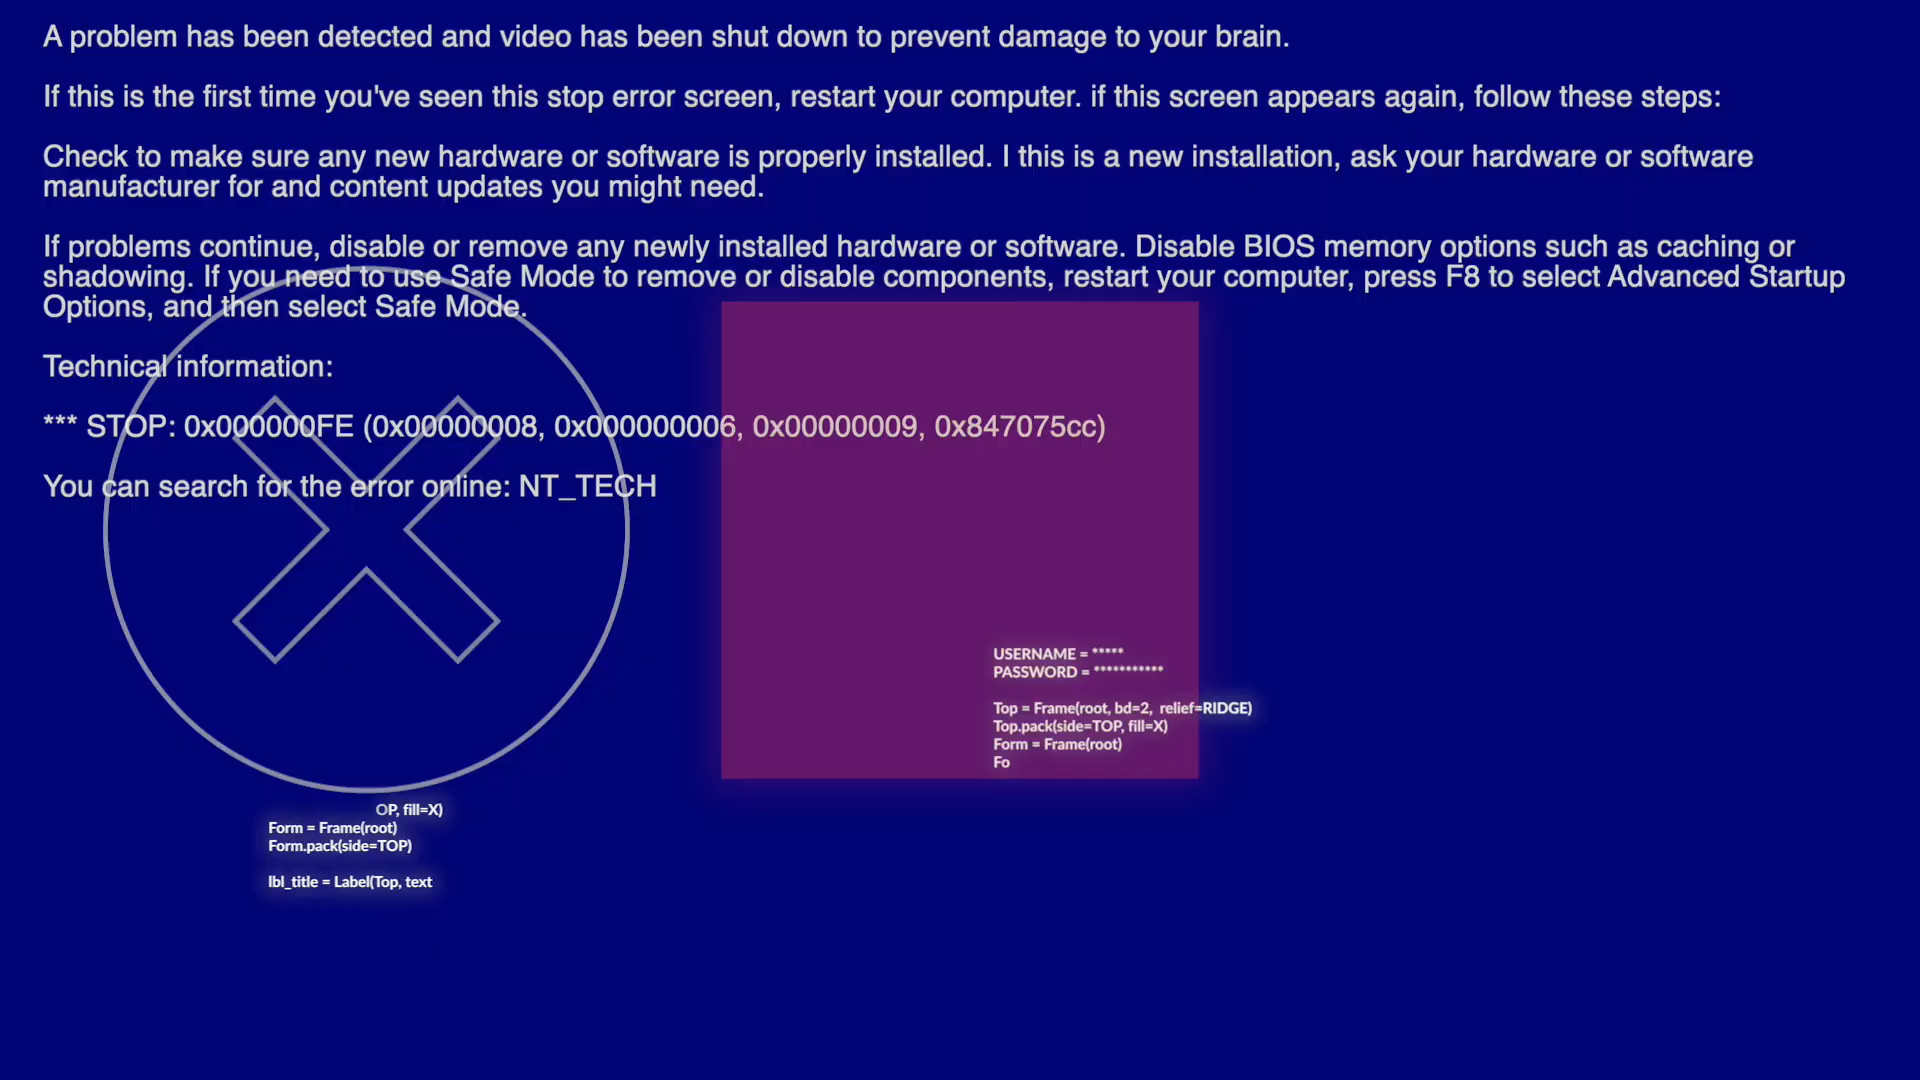 A problem has been detected and video has been shut down to prevent damage to your brain.
If this is the first time you've seen this stop error screen, restart your computer. if this screen appears again, follow these steps:
Check to make sure any new hardware or software is properly installed. I this is a new installation, ask your hardware or software
manufacturer for and content updates you might need.
If problems continue, disable or remove any newly installed hardware or software. Disable BIOS memory options such as caching or
shadowing. If you need to use Safe Mode to remove or disable components, restart your computer, press F8 to select Advanced Startup
Options, and then select Safe Mode.
Technical information:
*** STOP: 0x000000FE (0x00000008, 0x000000006, 0x00000009, 0x847075cc)
You can search for the error online: NT_TECH
USERNAME = *****
PASSWORD = ***********
Top = Frame(root, bd=2,  relief=RIDGE)
Top.pack(side=TOP, fill=X)
Form = Frame(root)
Fo
OP, fill=X)
Form = Frame(root)
Form.pack(side=TOP)
lbl_title = Label(Top, text